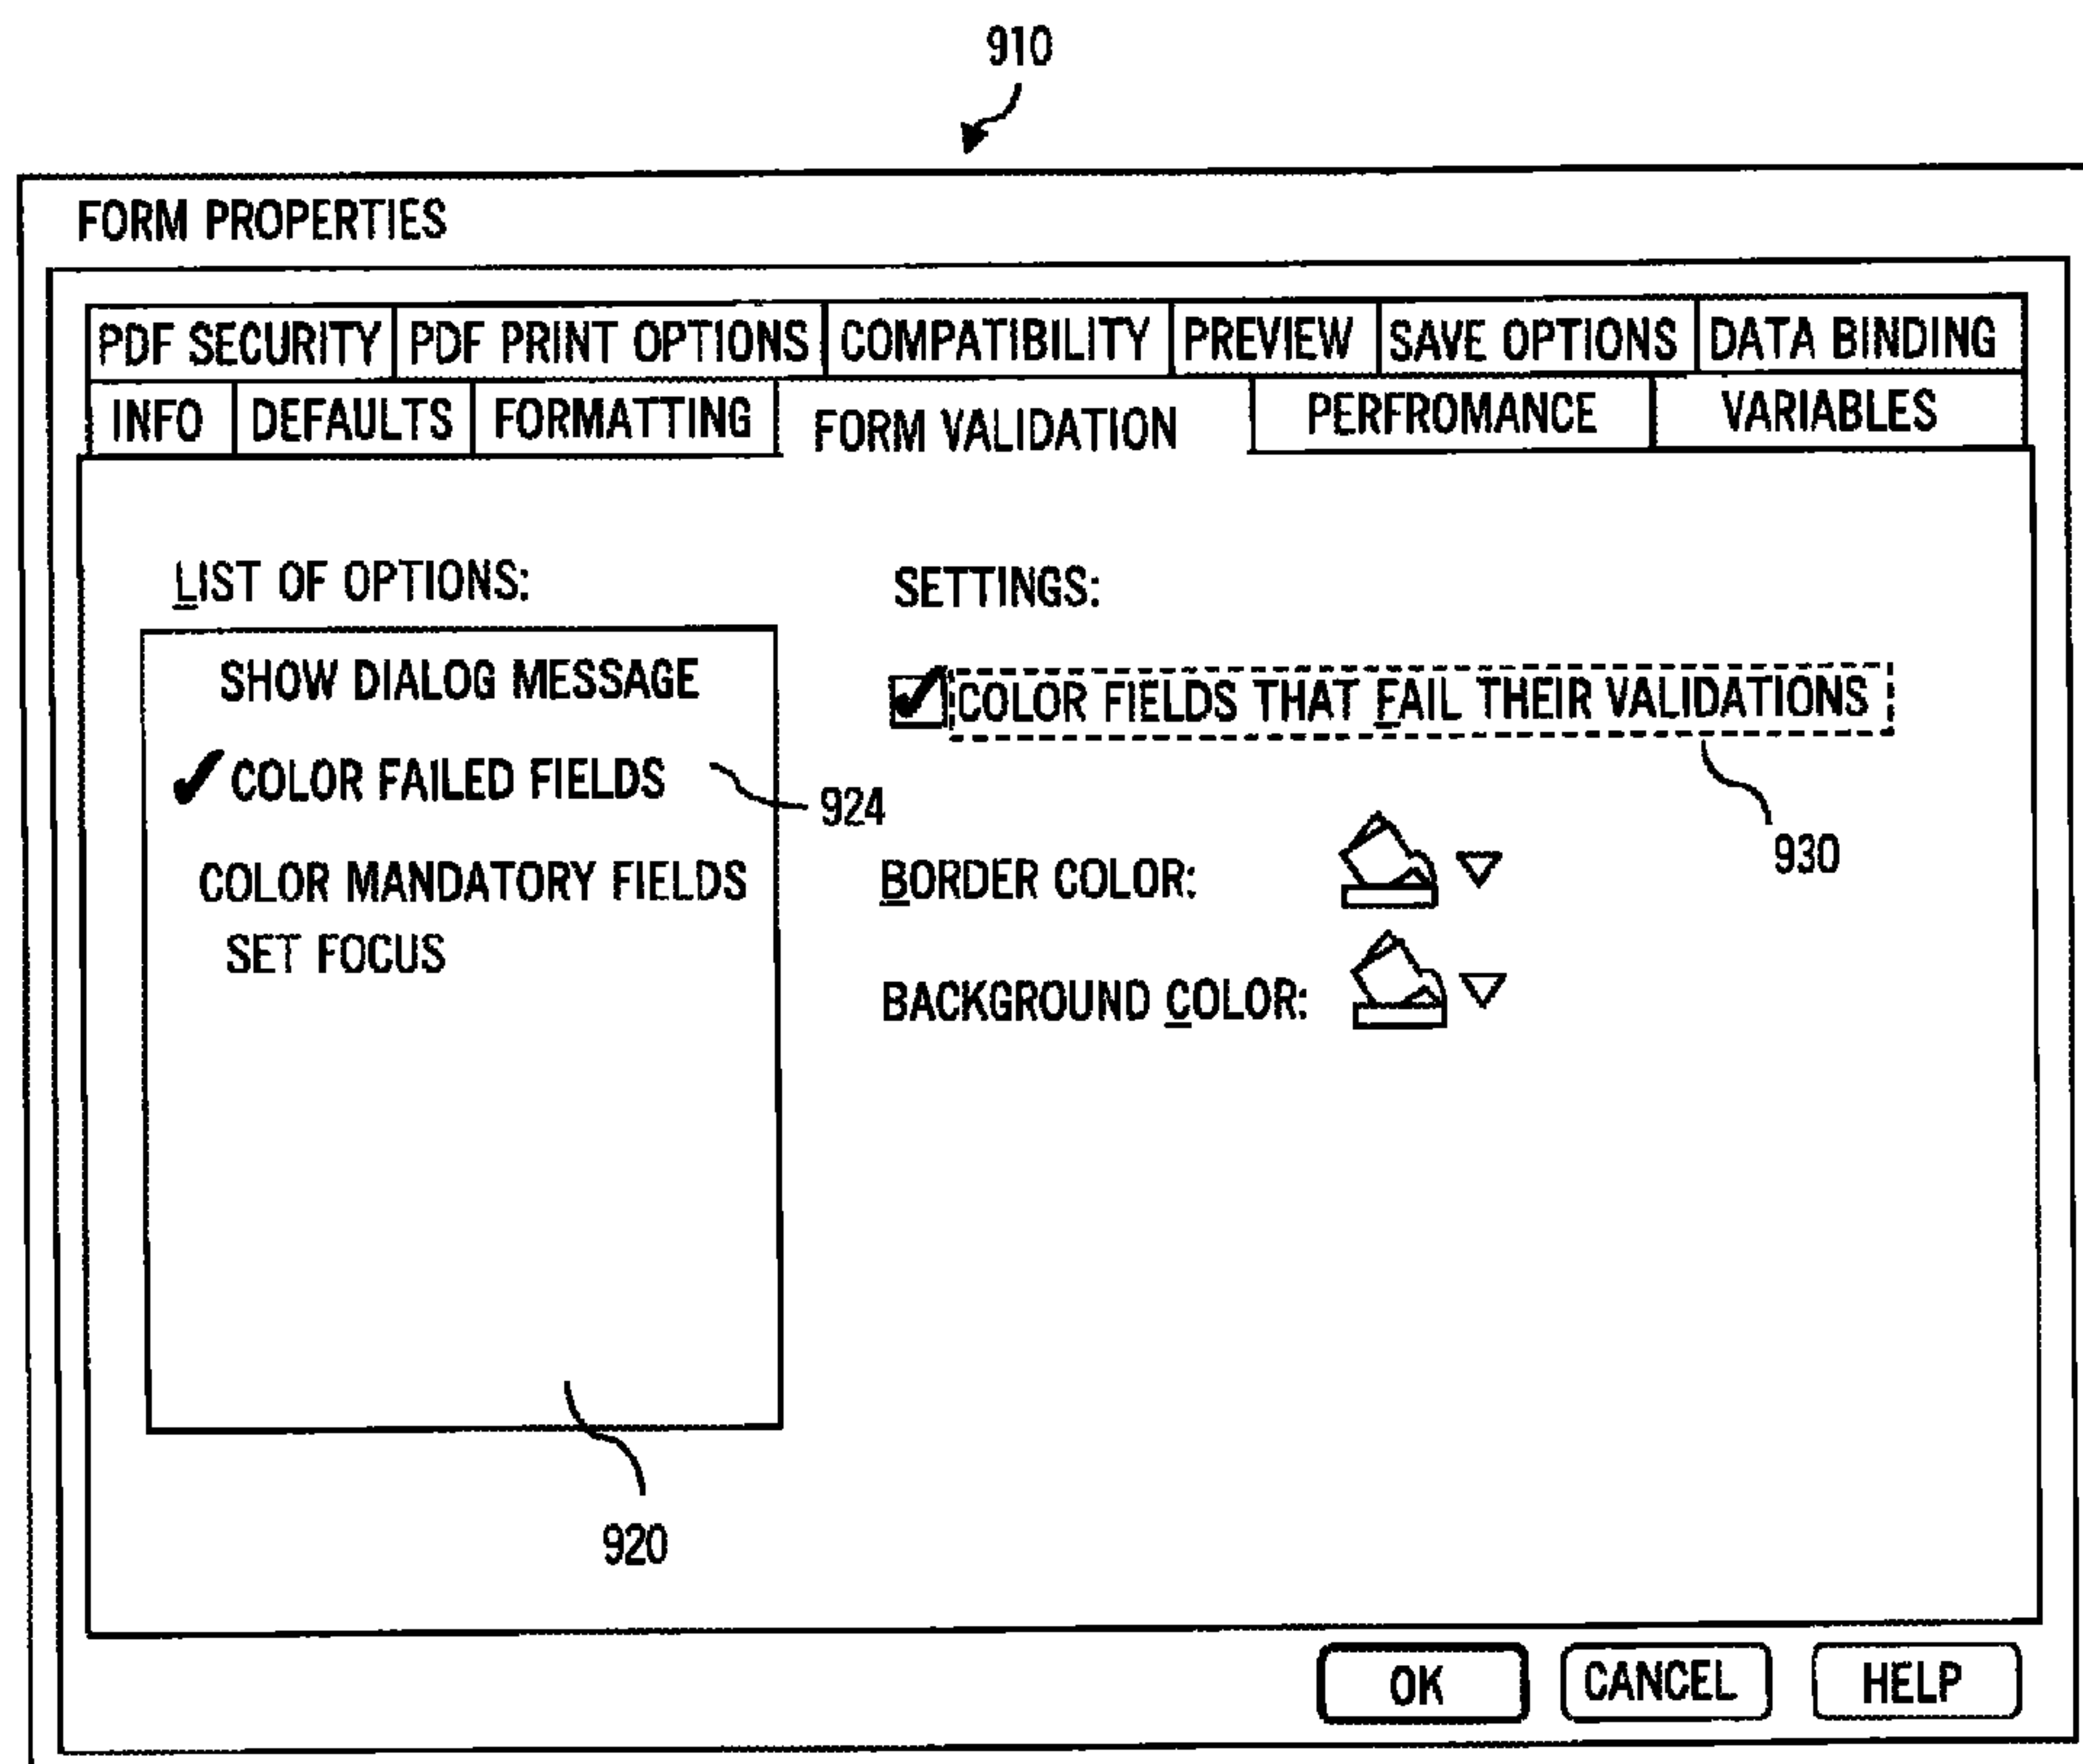 910
FORM PROPERTIES
PDF SECURITY PDF PRINT OPTIONS COMPATIBILITY PREVIEW SAVE OPTIONS DATA BINDING
INFO DEFAULTS FORMATTING FORM VALIDATION PERFROMANCE VARIABLES
LIST OF OPTIONS:
SHOW DIALOG MESSAGE
COLOR FAILED FIELDS
924
COLOR MANDATORY FIELDS
SET FOCUS
920
SETTINGS:
COLOR FIELDS THAT FAIL THEIR VALIDATIONS
930
BORDER COLOR:
BACKGROUND COLOR:
OK CANCEL HELP